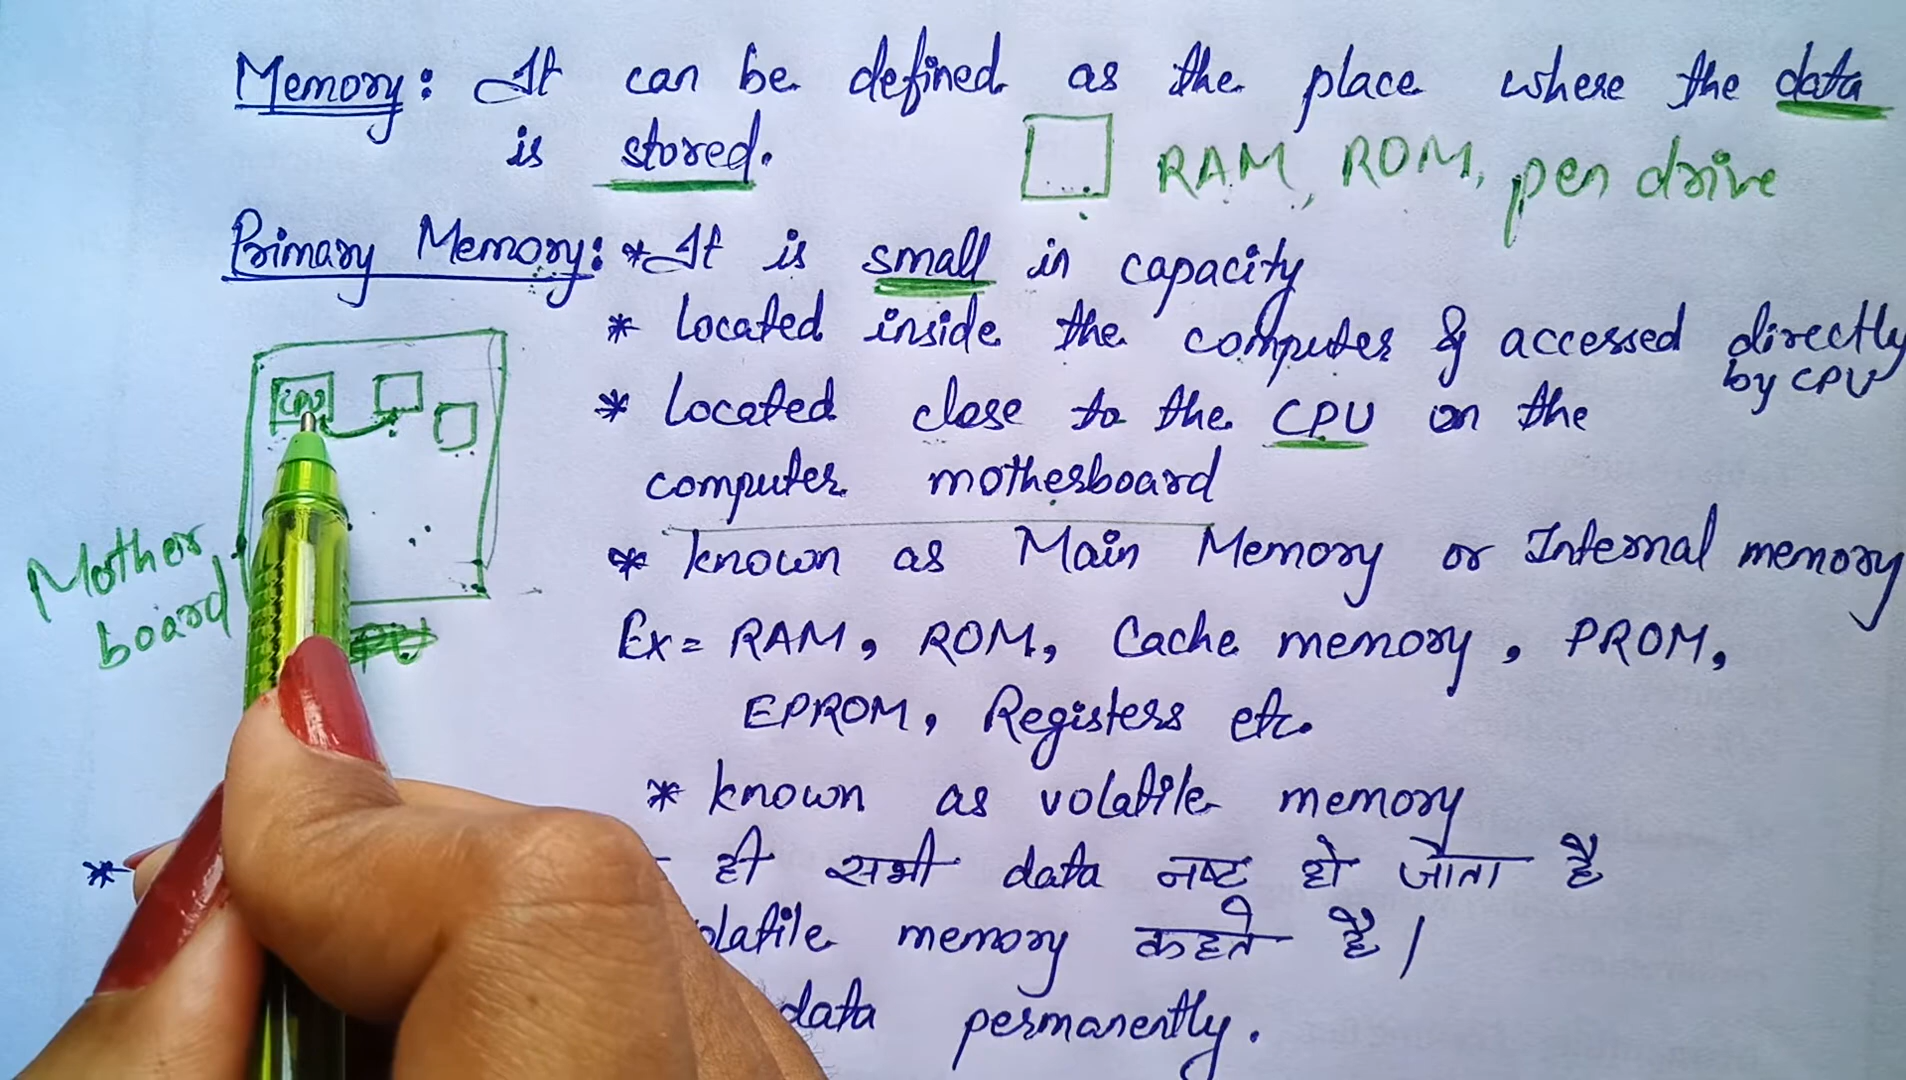 Memory: It can be defined as the place where the data
is stored.
RAM, ROM, pen drive
Primary Memory: * It is small in capacity
* Located inside the computer & accessed directly
by CPU
* Located close to the CPU on the
computer motherboard
* known as Main Memory or Internal memory
Ex = RAM, ROM, Cache memory, PROM,
EPROM, Registers etc.
* known as volatile memory
* ही सभी data नष्ट हो जाता है
memory कहते है।
data permanently.
CPU
Mother
board